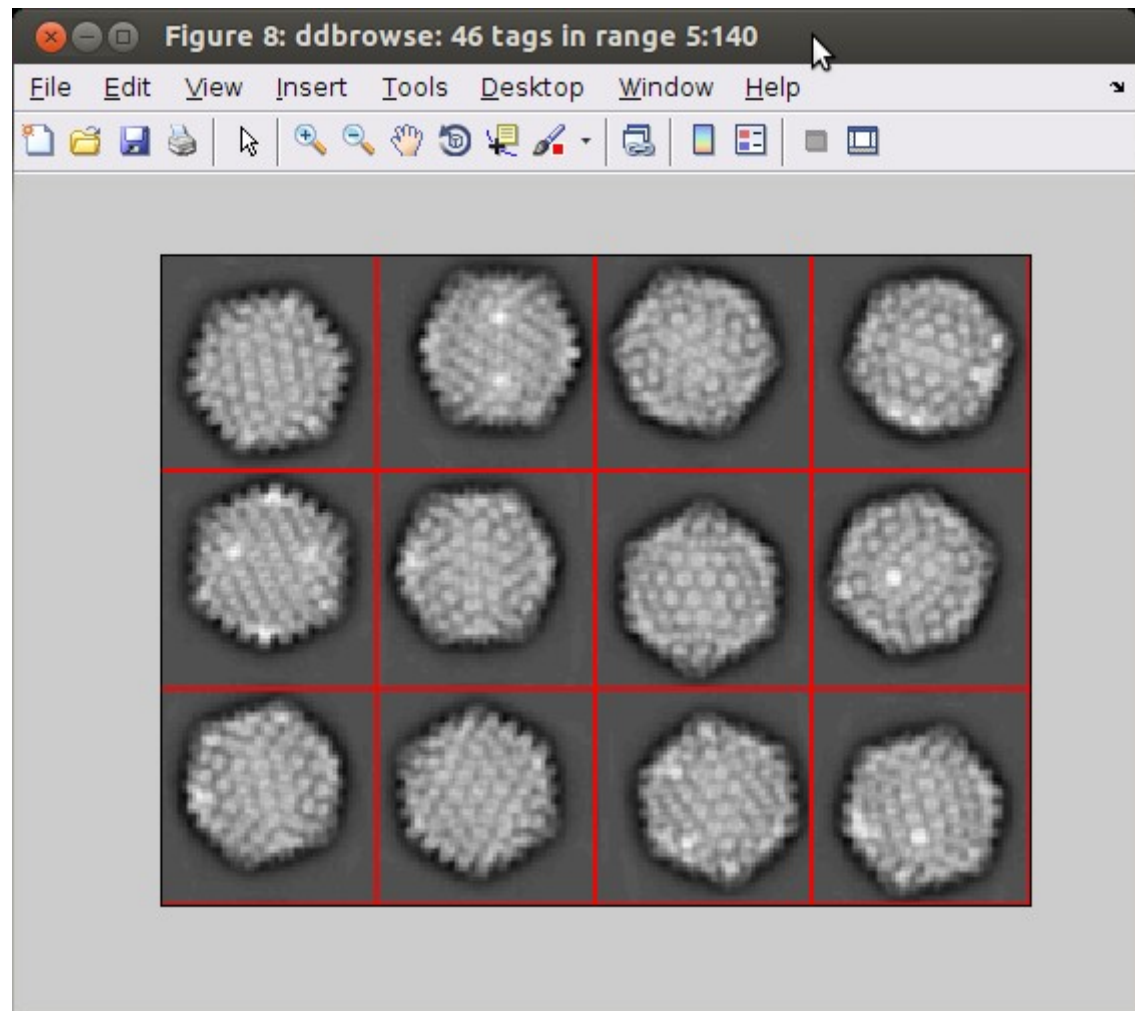 Figure 8: ddbrowse: 46 tags in range 5:140
File Edit View Insert Tools Desktop Window Help